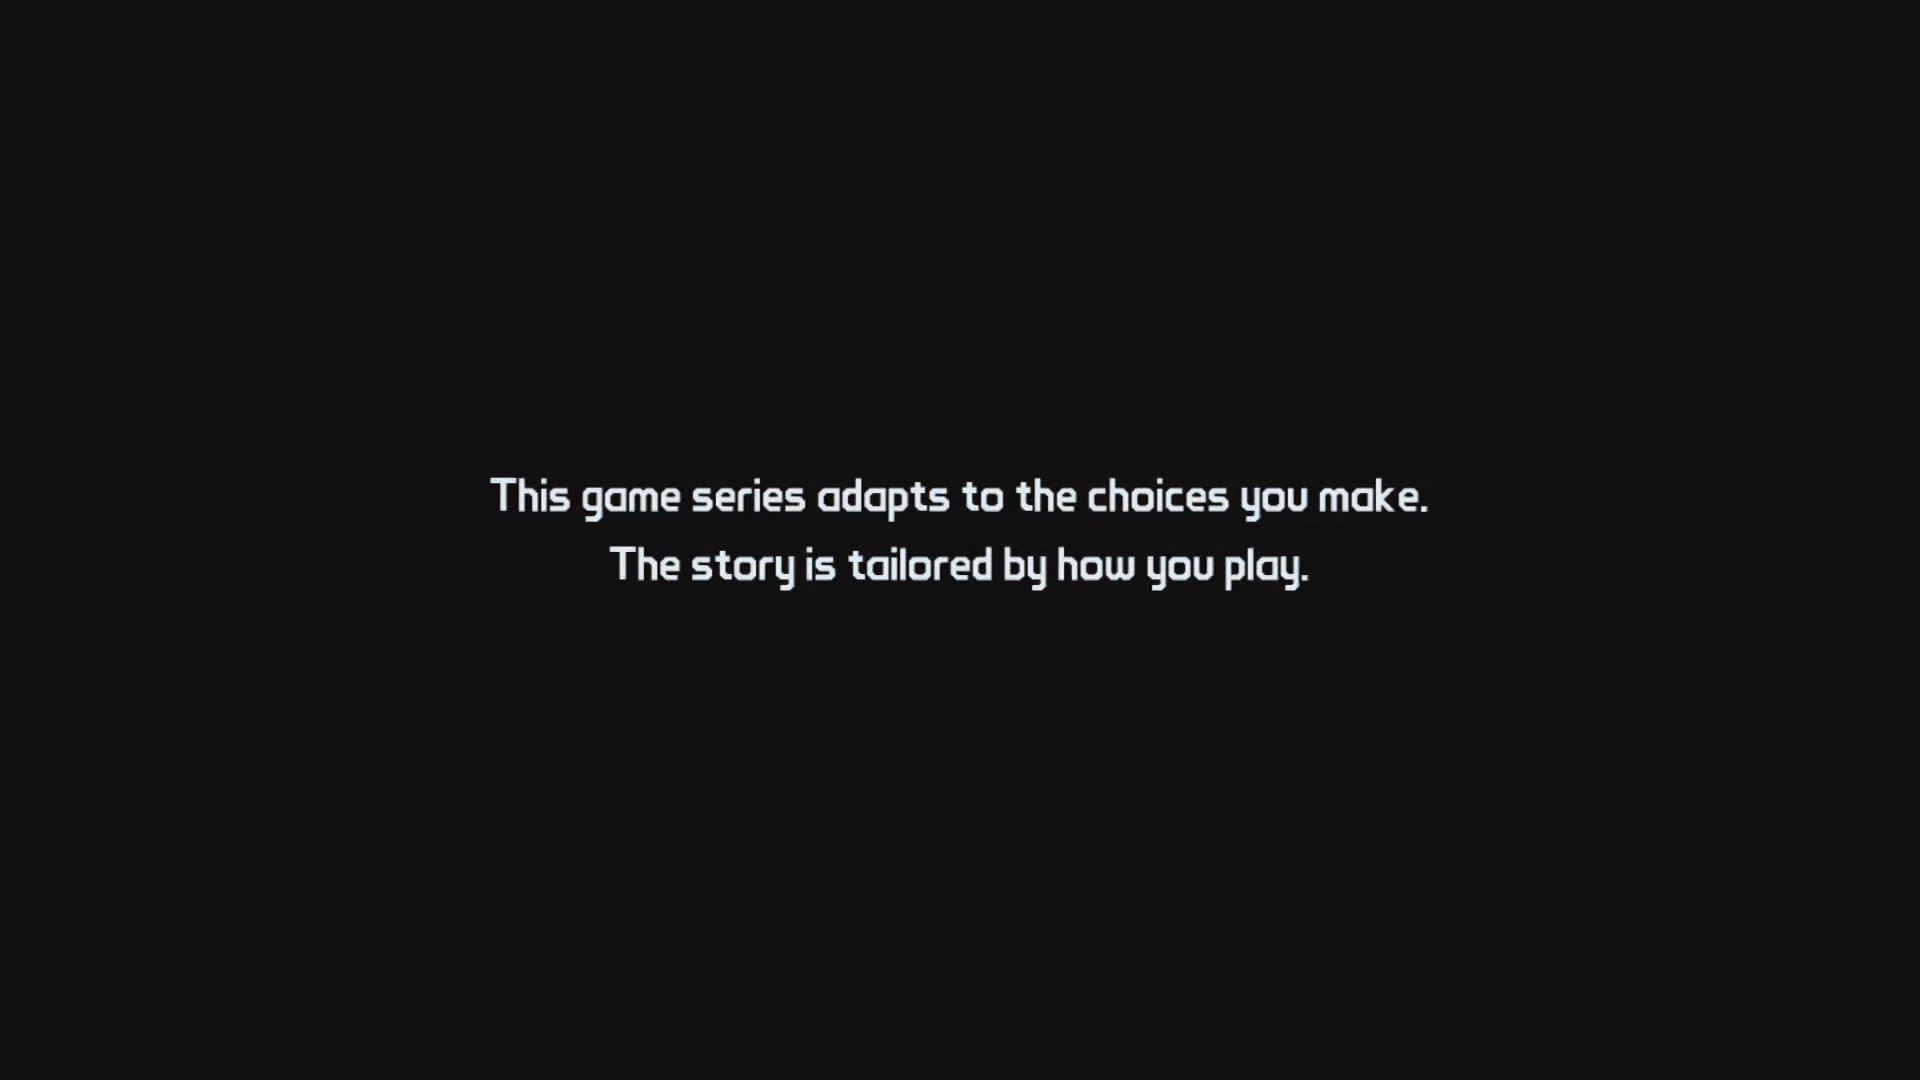 This game series adapts to the choices you make.
The story is tailored by how you play.